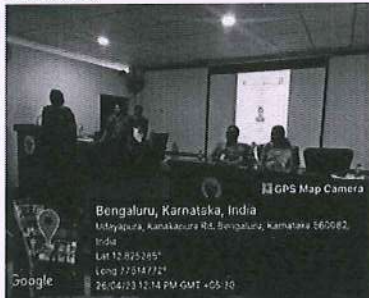 GPS Map Camera
Bengaluru, Karnataka, India
Udayapura, Kanakapura Rd, Bengaluru, Karnataka 560082,
India
Lat 12.825285°
Long 77.514772°
26/04/23 12:14 PM GMT +05:30
Google